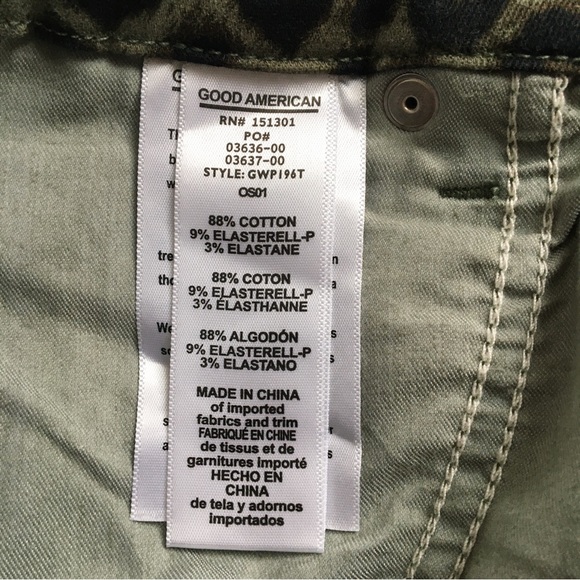 GOOD AMERICAN
RN# 151301
PO#
03636-00
03637-00
STYLE: GWP196T
OS01
88% COTTON
9% ELASTERELL-P
3% ELASTANE
88% COTON
9% ELASTERELL-P
3% ÉLASTHANNE
88% ALGODÓN
9% ELASTERELL-P
3% ELASTANO
MADE IN CHINA
of imported
fabrics and trim
FABRIQUÉ EN CHINE
de tissus et de
garnitures importé
HECHO EN
CHINA
de tela y adornos
importados